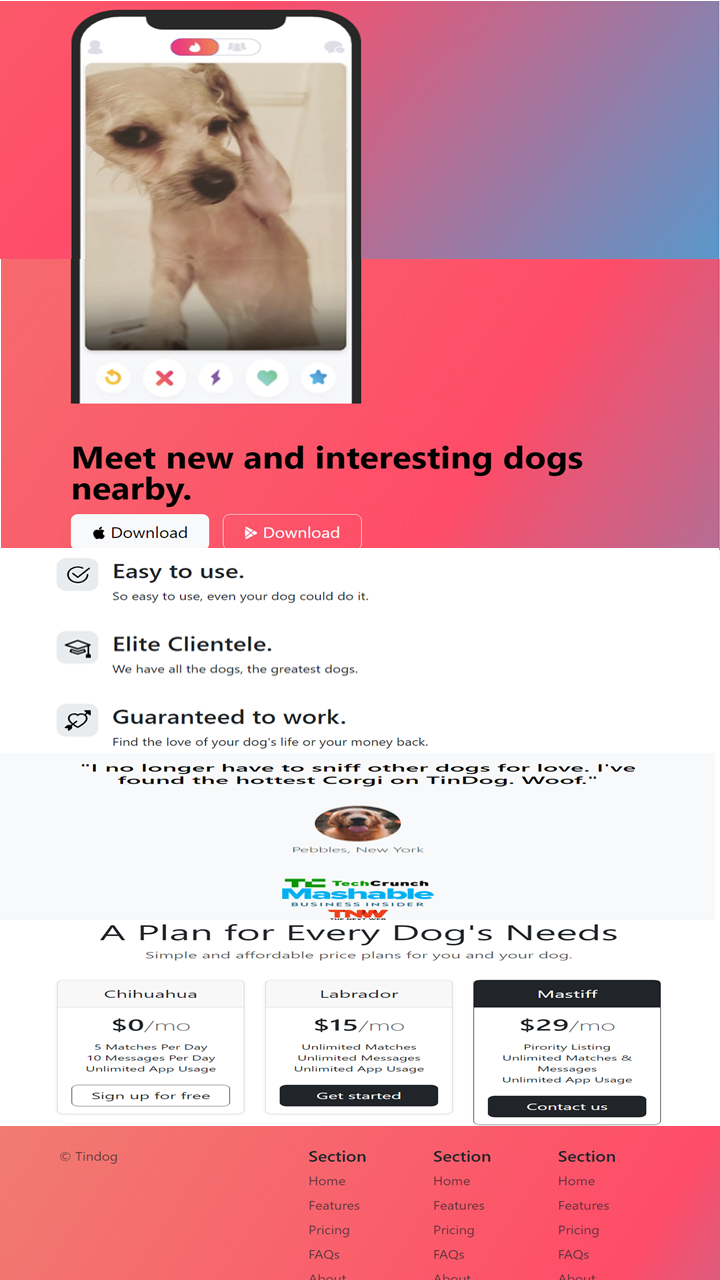 Meet new and interesting dogs
nearby.
Download
Download
Easy to use.
So easy to use, even your dog could do it.
Elite Clientele.
We have all the dogs, the greatest dogs.
Guaranteed to work.
Find the love of your dog's life or your money back.
"I no longer have to sniff other dogs for love. I've
found the hottest Corgi on TinDog. Woof."
Pebbles, New York
TC TechCrunch
Mashable
BUSINESS INSIDER
TNW
THE NEXT WEB
A Plan for Every Dog's Needs
Simple and affordable price plans for you and your dog.
Chihuahua
$0/mo
5 Matches Per Day
10 Messages Per Day
Unlimited App Usage
Sign up for free
Labrador
$15/mo
Unlimited Matches
Unlimited Messages
Unlimited App Usage
Get started
Mastiff
$29/mo
Pirority Listing
Unlimited Matches &
Messages
Unlimited App Usage
Contact us
© Tindog
Section
Home
Features
Pricing
FAQs
About
Section
Home
Features
Pricing
FAQs
About
Section
Home
Features
Pricing
FAQs
About